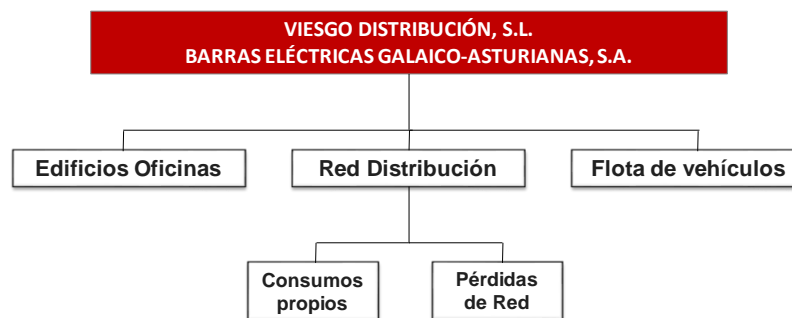 VIESGO DISTRIBUCIÓN, S.L.
BARRAS ELÉCTRICAS GALAICO-ASTURIANAS, S.A.
Edificios Oficinas
Red Distribución
Flota de vehículos
Consumos
propios
Pérdidas
de Red